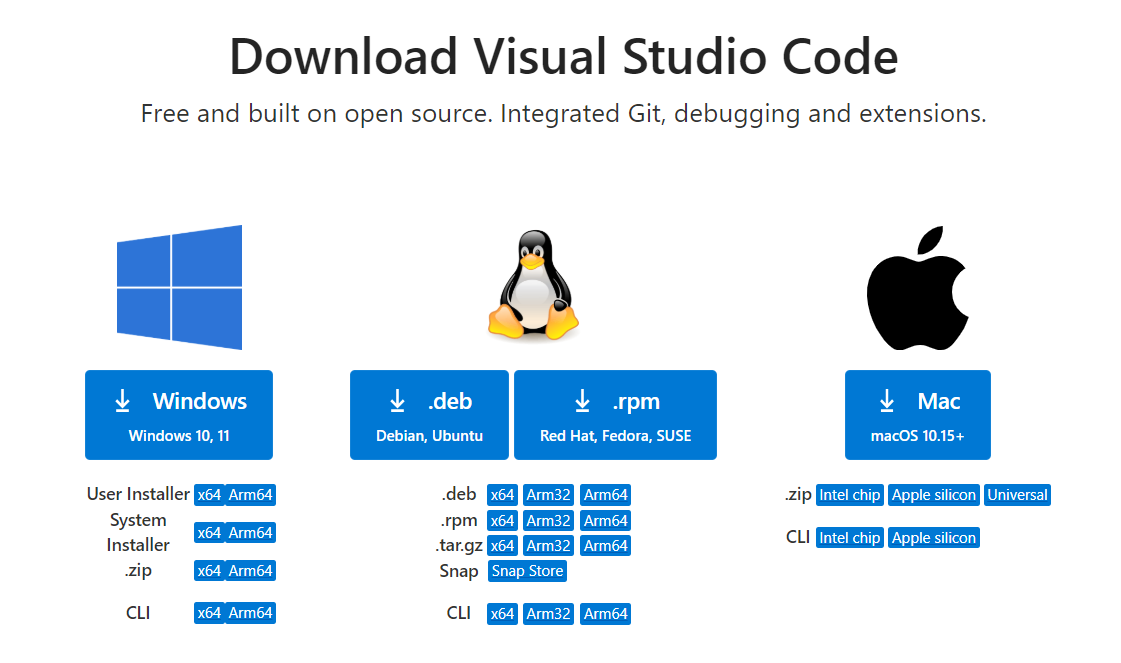 Download Visual Studio Code
Free and built on open source. Integrated Git, debugging and extensions.
Windows
Windows 10, 11
User Installer x64 Arm64
System
Installer x64 Arm64
.zip x64 Arm64
CLI x64 Arm64
.deb
Debian, Ubuntu
.rpm
Red Hat, Fedora, SUSE
.deb x64 Arm32 Arm64
.rpm x64 Arm32 Arm64
.tar.gz x64 Arm32 Arm64
Snap Snap Store
CLI x64 Arm32 Arm64
Mac
macOS 10.15+
.zip Intel chip Apple silicon Universal
CLI Intel chip Apple silicon